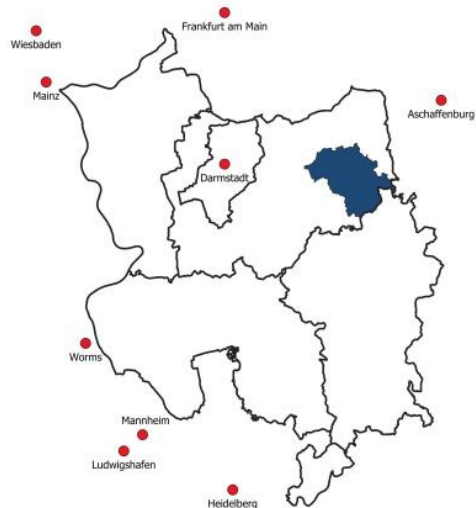 Frankfurt am Main
Wiesbaden
Mainz
Aschaffenburg
Darmstadt
Worms
Mannheim
Ludwigshafen
Heidelberg